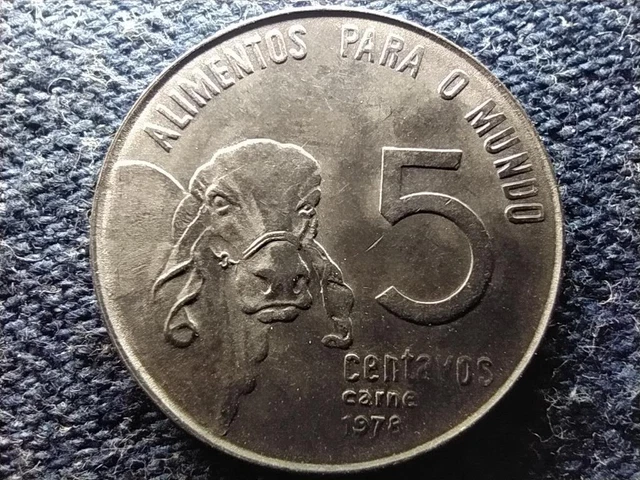 ALIMENTOS PARA O MUNDO
5
centavos
carne
1978